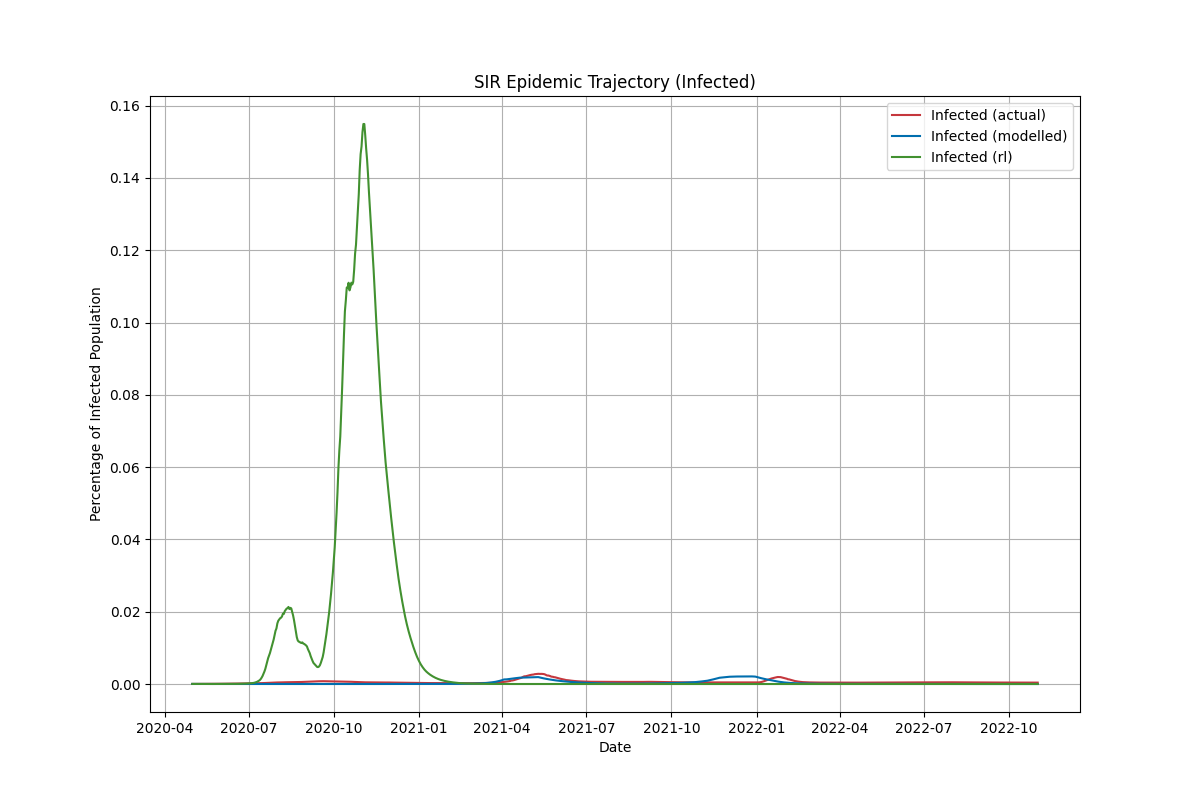 SIR Epidemic Trajectory (Infected)
Infected (actual)
Infected (modelled)
Infected (rl)
Percentage of Infected Population
0.16
0.14
0.12
0.10
0.08
0.06
0.04
0.02
0.00
2020-04 2020-07 2020-10 2021-01 2021-04 2021-07 2021-10 2022-01 2022-04 2022-07 2022-10
Date